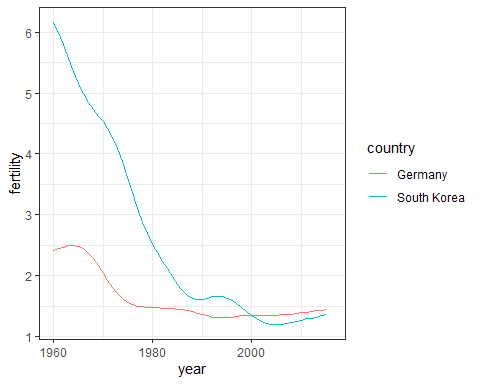 6
5
4
3
2
1
fertility
1960
1980
2000
year
country
Germany
South Korea